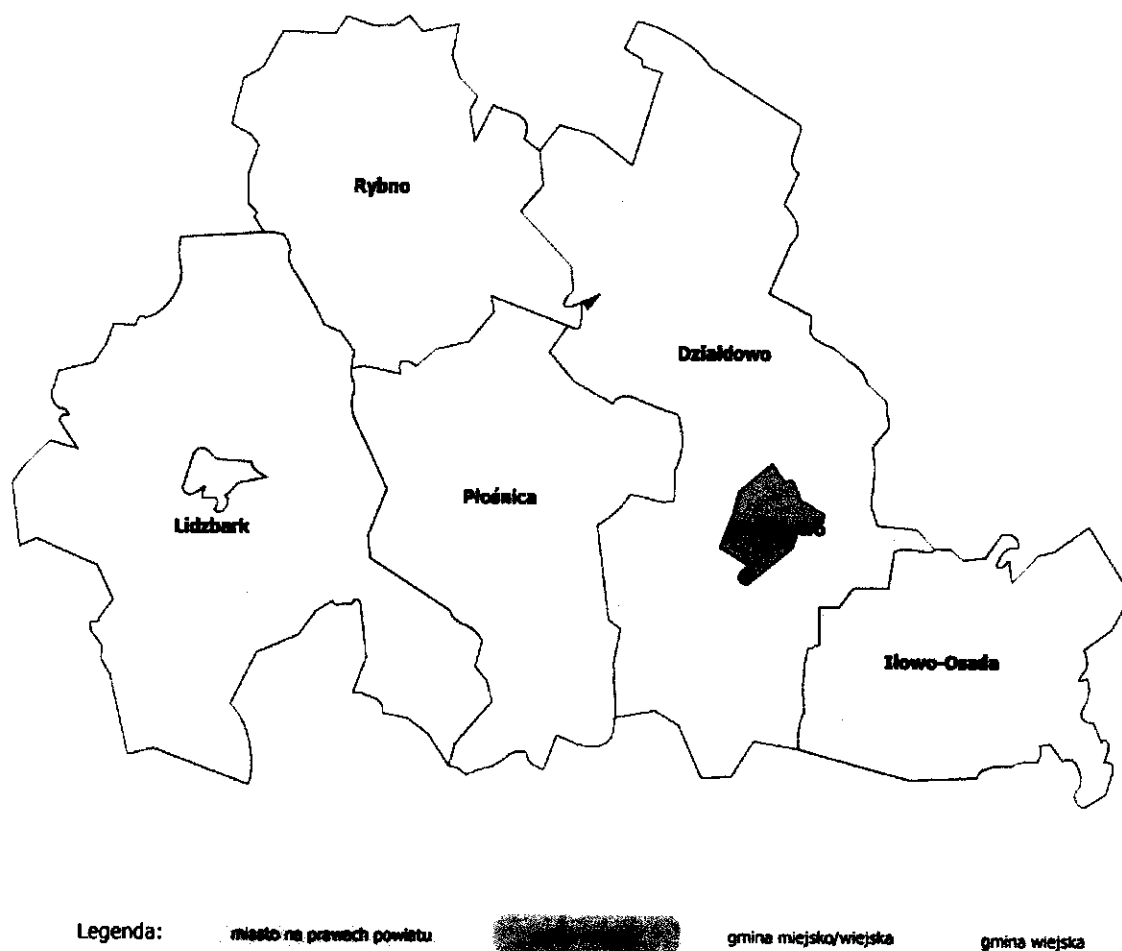 Rybno
Działdowo
Płośnica
Lidzbark
Iłowo-Osada
Legenda: miasto na prawach powiatu gmina miejsko/wiejska gmina wiejska